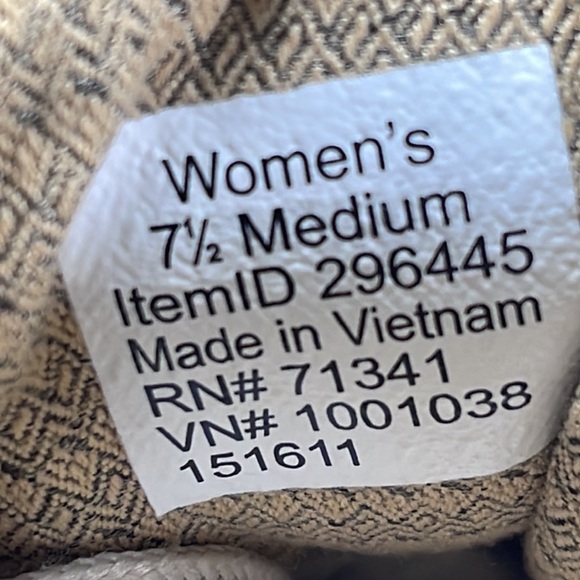 Women's
7½ Medium
ItemID 296445
Made in Vietnam
RN# 71341
VN# 1001038
151611